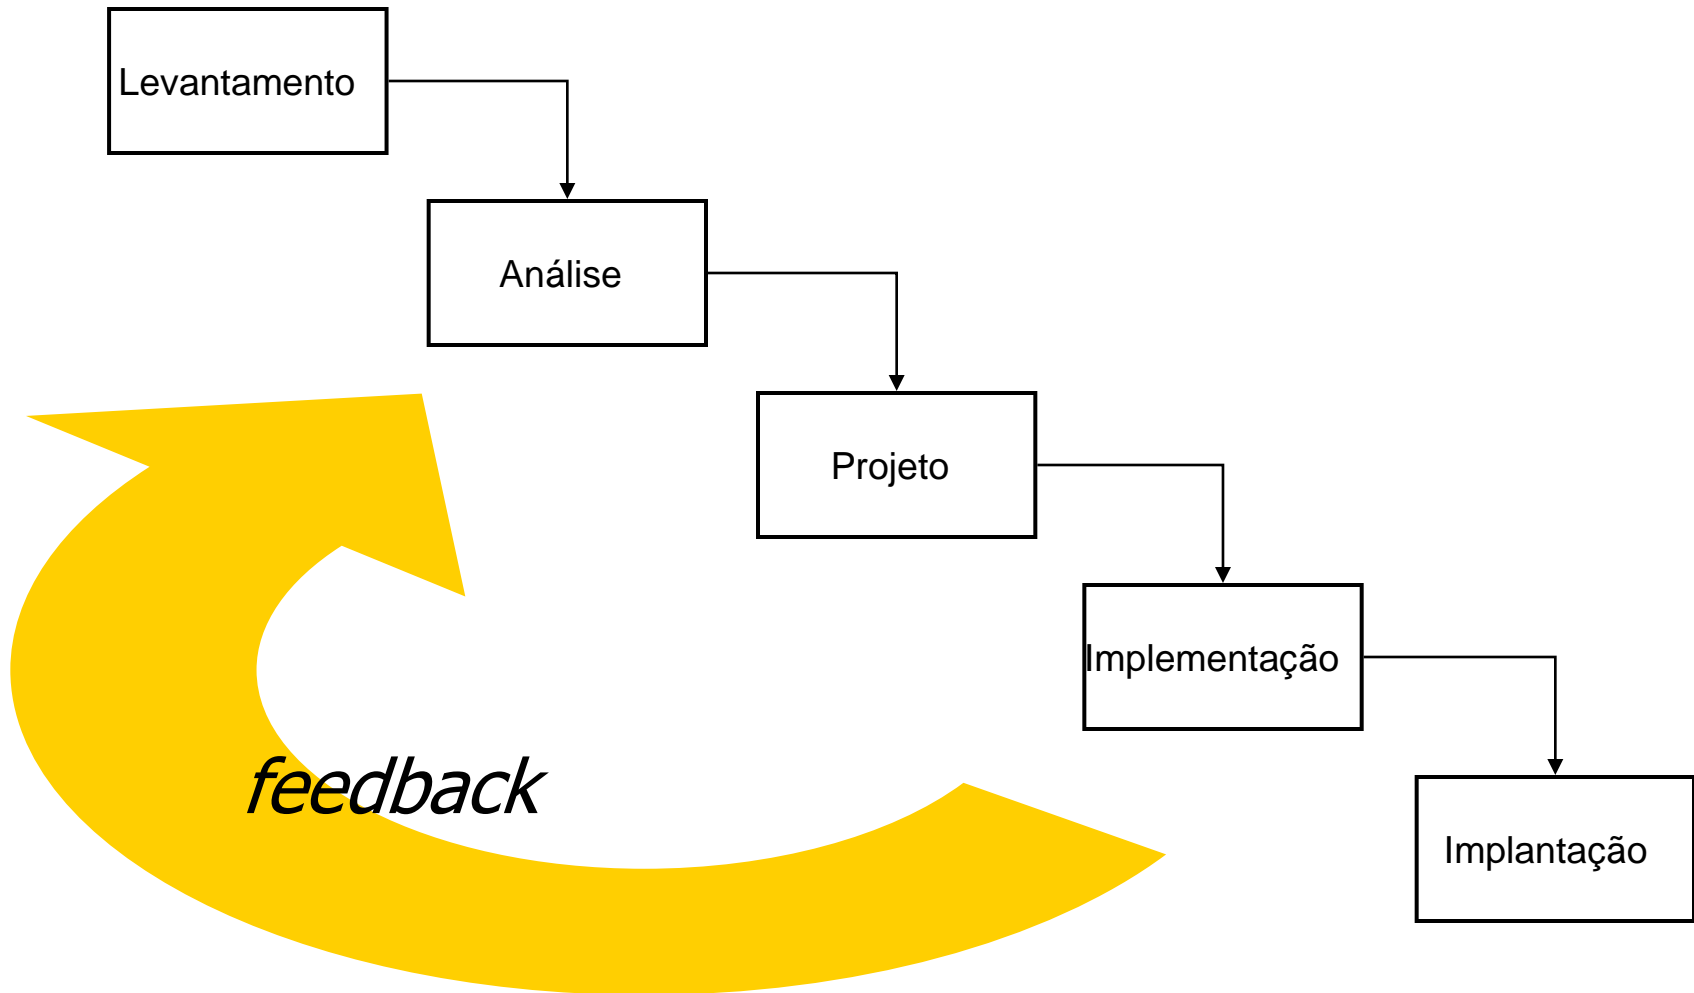 Levantamento
Análise
Projeto
Implementação
feedback
Implantação